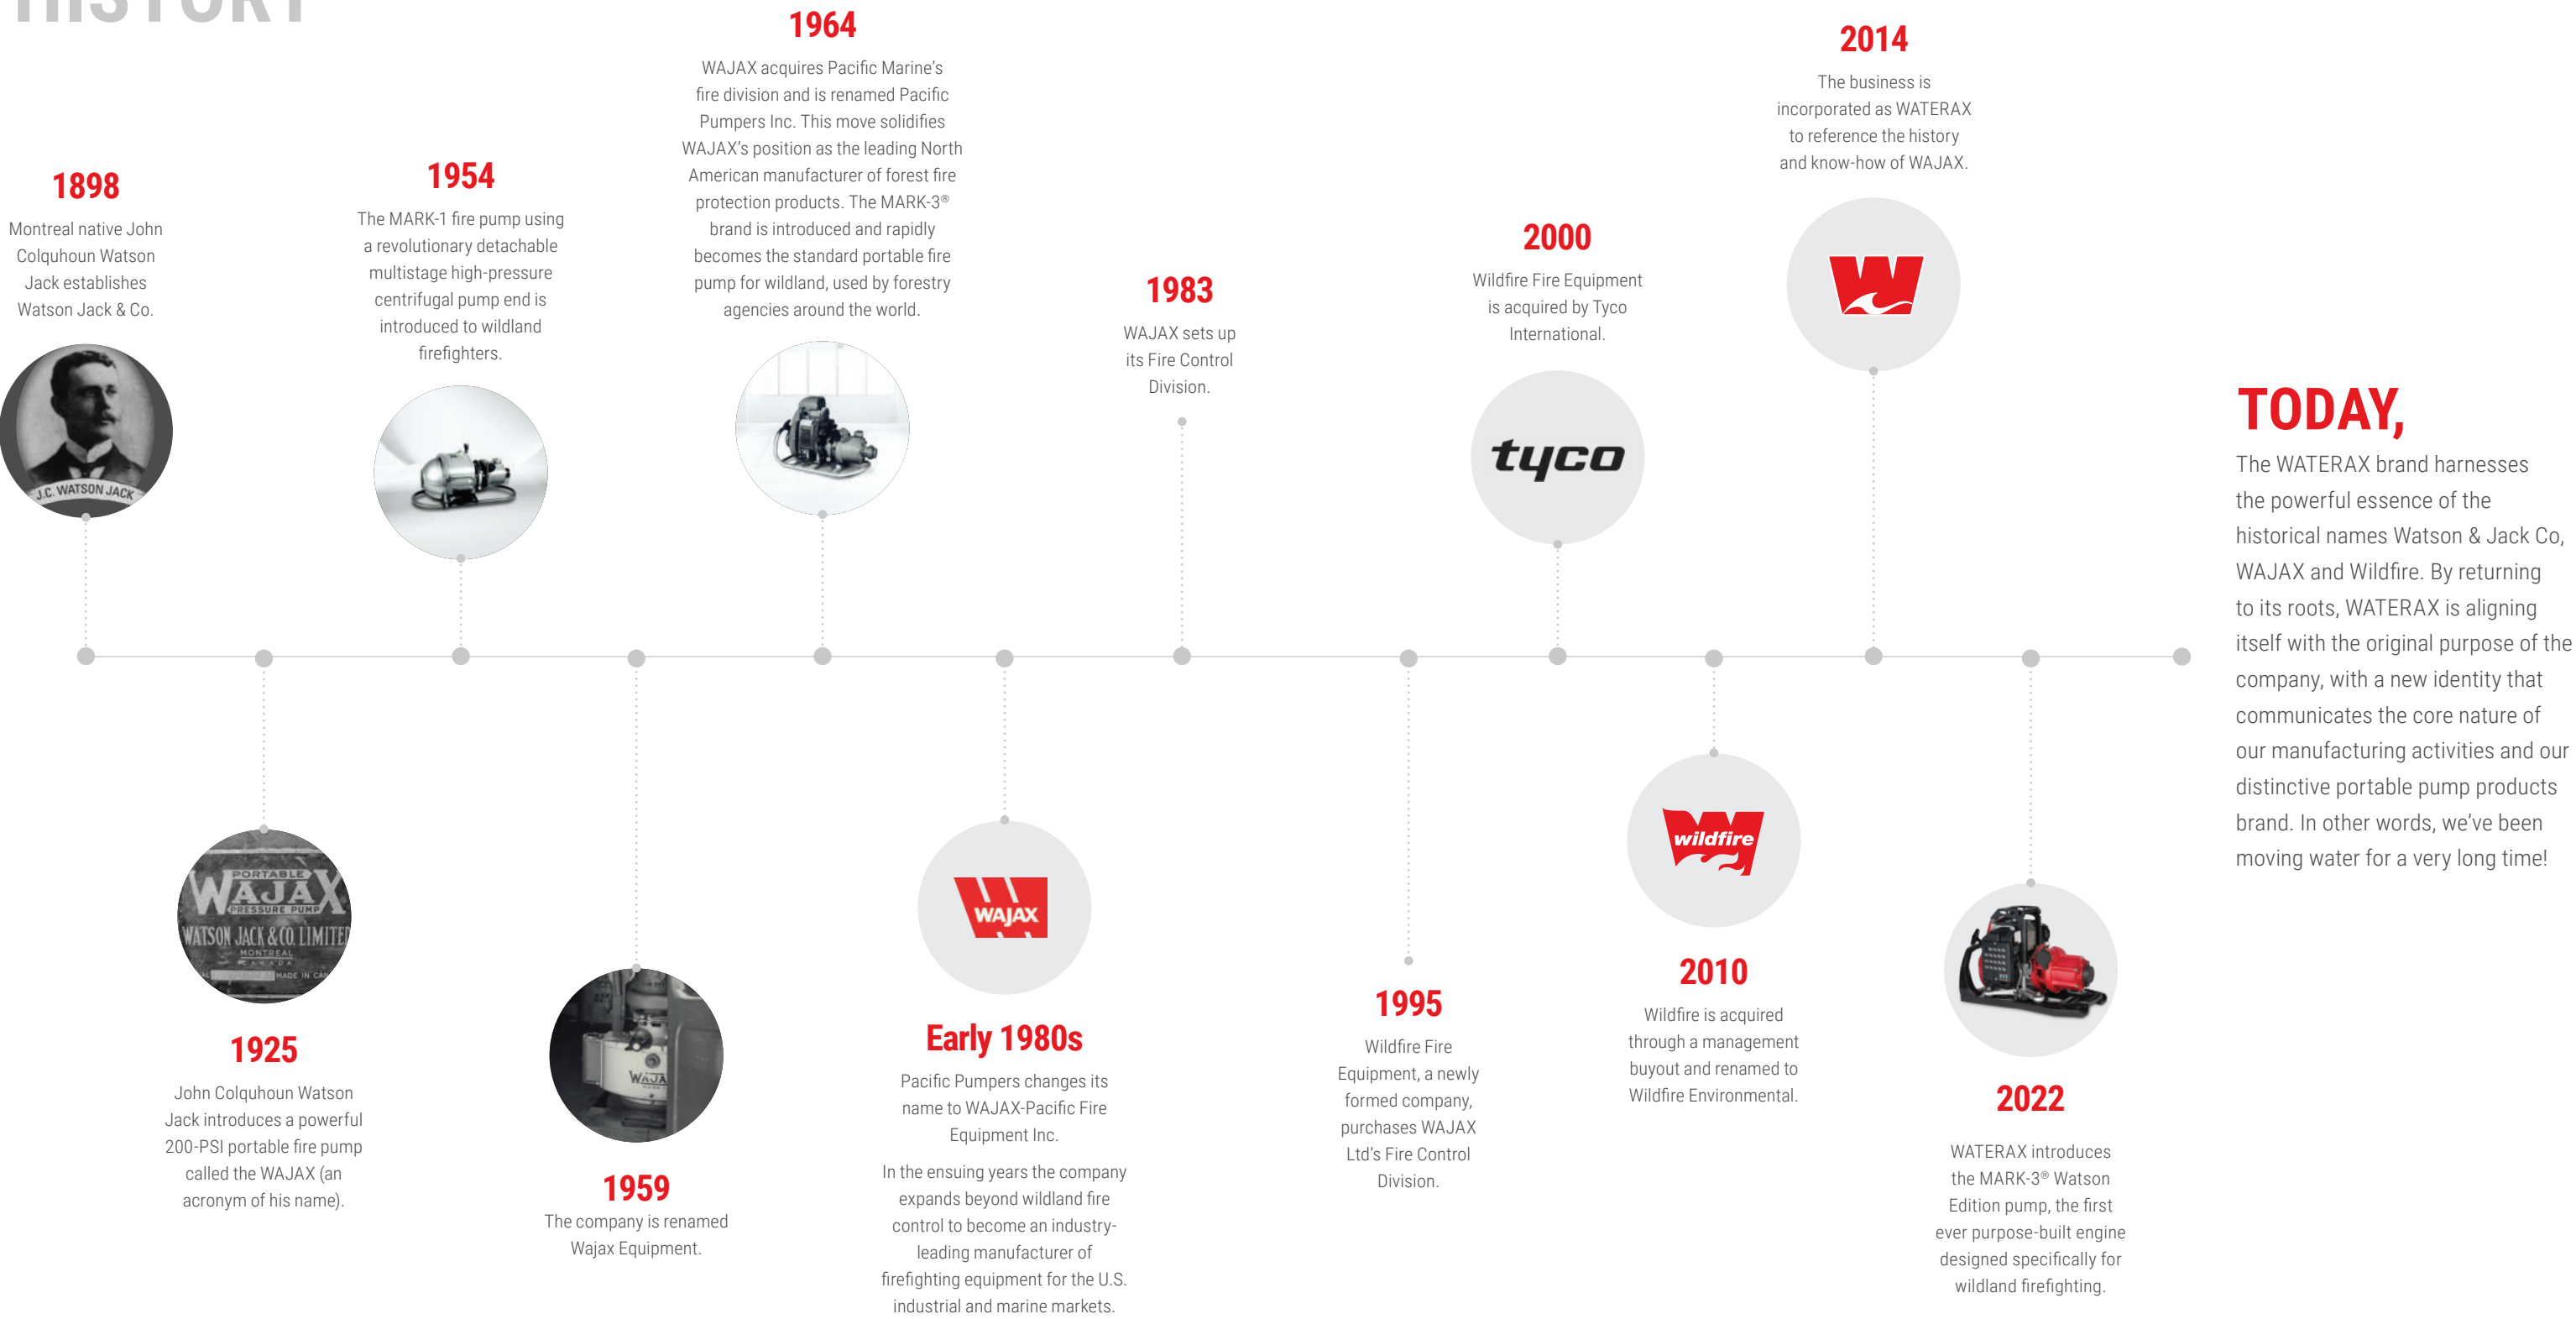 HISTORY
1898
Montreal native John
Colquhoun Watson
Jack establishes
Watson Jack & Co.
J.C. WATSON JACK
PORTABLE
WAJAX
PRESSURE PUMP
WATSON JACK & CO. LIMITED
MONTREAL
CANADA
MADE IN CAN
1925
John Colquhoun Watson
Jack introduces a powerful
200-PSI portable fire pump
called the WAJAX (an
acronym of his name).
1954
The MARK-1 fire pump using
a revolutionary detachable
multistage high-pressure
centrifugal pump end is
introduced to wildland
firefighters.
WAJA
1959
The company is renamed
Wajax Equipment.
1964
WAJAX acquires Pacific Marine’s
fire division and is renamed Pacific
Pumpers Inc. This move solidifies
WAJAX’s position as the leading North
American manufacturer of forest fire
protection products. The MARK-3®
brand is introduced and rapidly
becomes the standard portable fire
pump for wildland, used by forestry
agencies around the world.
WAJAX
Early 1980s
Pacific Pumpers changes its
name to WAJAX-Pacific Fire
Equipment Inc.
In the ensuing years the company
expands beyond wildland fire
control to become an industry-
leading manufacturer of
firefighting equipment for the U.S.
industrial and marine markets.
1983
WAJAX sets up
its Fire Control
Division.
1995
Wildfire Fire
Equipment, a newly
formed company,
purchases WAJAX
Ltd’s Fire Control
Division.
2000
Wildfire Fire Equipment
is acquired by Tyco
International.
tyco
wildfire
2010
Wildfire is acquired
through a management
buyout and renamed to
Wildfire Environmental.
2014
The business is
incorporated as WATERAX
to reference the history
and know-how of WAJAX.
W
2022
WATERAX introduces
the MARK-3® Watson
Edition pump, the first
ever purpose-built engine
designed specifically for
wildland firefighting.
TODAY,
The WATERAX brand harnesses
the powerful essence of the
historical names Watson & Jack Co,
WAJAX and Wildfire. By returning
to its roots, WATERAX is aligning
itself with the original purpose of the
company, with a new identity that
communicates the core nature of
our manufacturing activities and our
distinctive portable pump products
brand. In other words, we’ve been
moving water for a very long time!